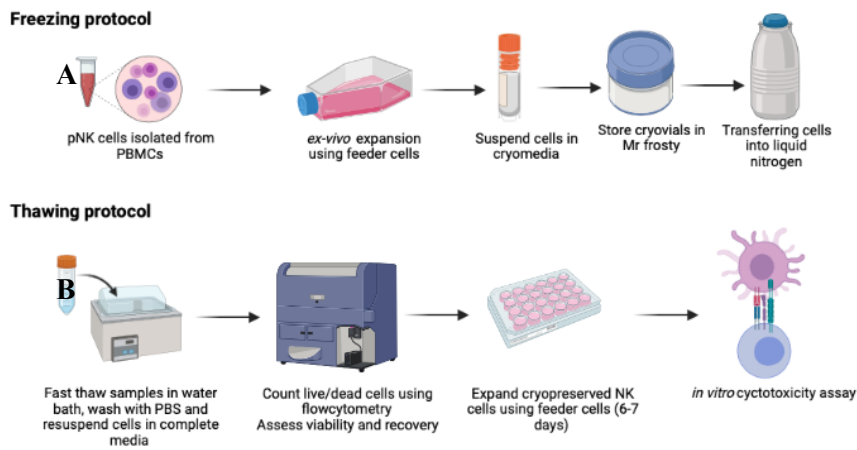 Freezing protocol
A
pNK cells isolated from
PBMCs
ex-vivo expansion
using feeder cells
Suspend cells in
cryomedia
Store cryovials in
Mr frosty
Transferring cells
into liquid
nitrogen
Thawing protocol
B
Fast thaw samples in water
bath, wash with PBS and
resuspend cells in complete
media
Count live/dead cells using
flowcytometry
Assess viability and recovery
Expand cryopreserved NK
cells using feeder cells (6-7
days)
in vitro cyctotoxicity assay